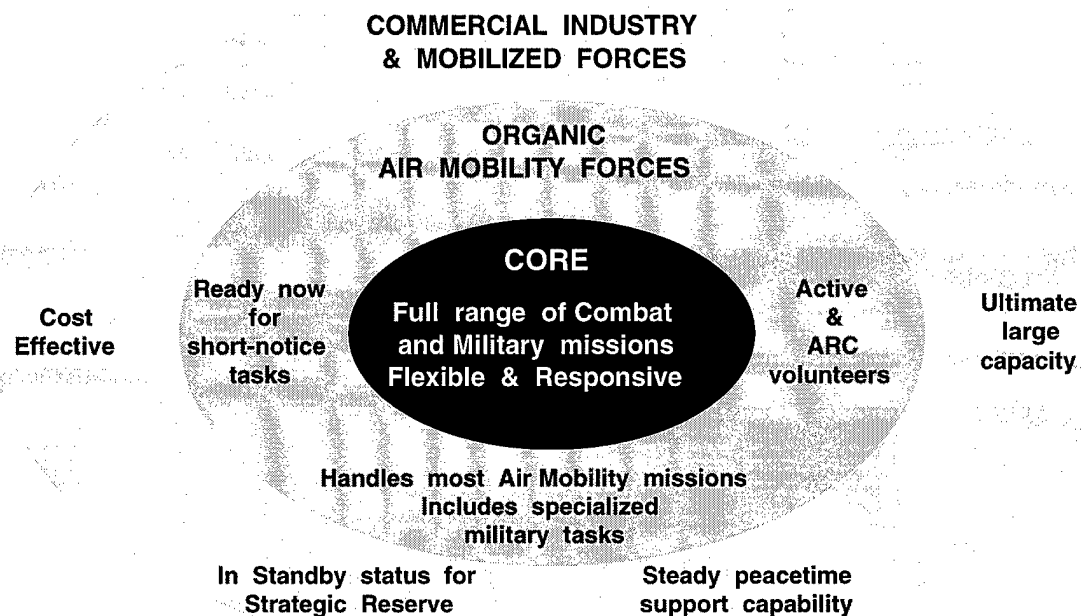 COMMERCIAL INDUSTRY
& MOBILIZED FORCES
ORGANIC
AIR MOBILITY FORCES
CORE
Full range of Combat
and Military missions
Flexible & Responsive
Cost
Effective
Ready now
for
short-notice
tasks
Active
&
ARC
volunteers
Ultimate
large
capacity
Handles most Air Mobility missions
Includes specialized
military tasks
In Standby status for
Strategic Reserve
Steady peacetime
support capability